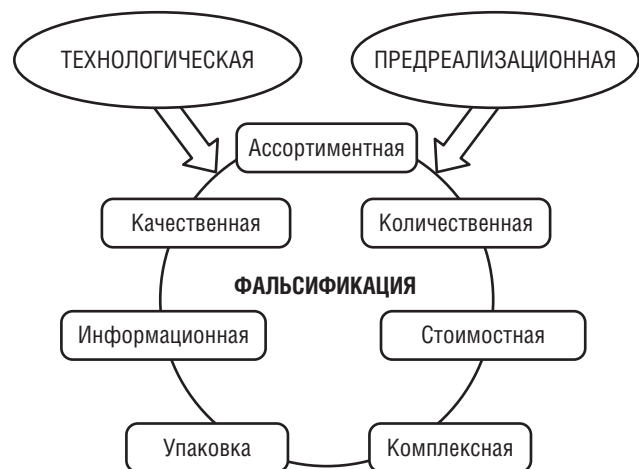 ТЕХНОЛОГИЧЕСКАЯ
ПРЕДРЕАЛИЗАЦИОННАЯ
Ассортиментная
Качественная
Количественная
ФАЛЬСИФИКАЦИЯ
Информационная
Стоимостная
Упаковка
Комплексная